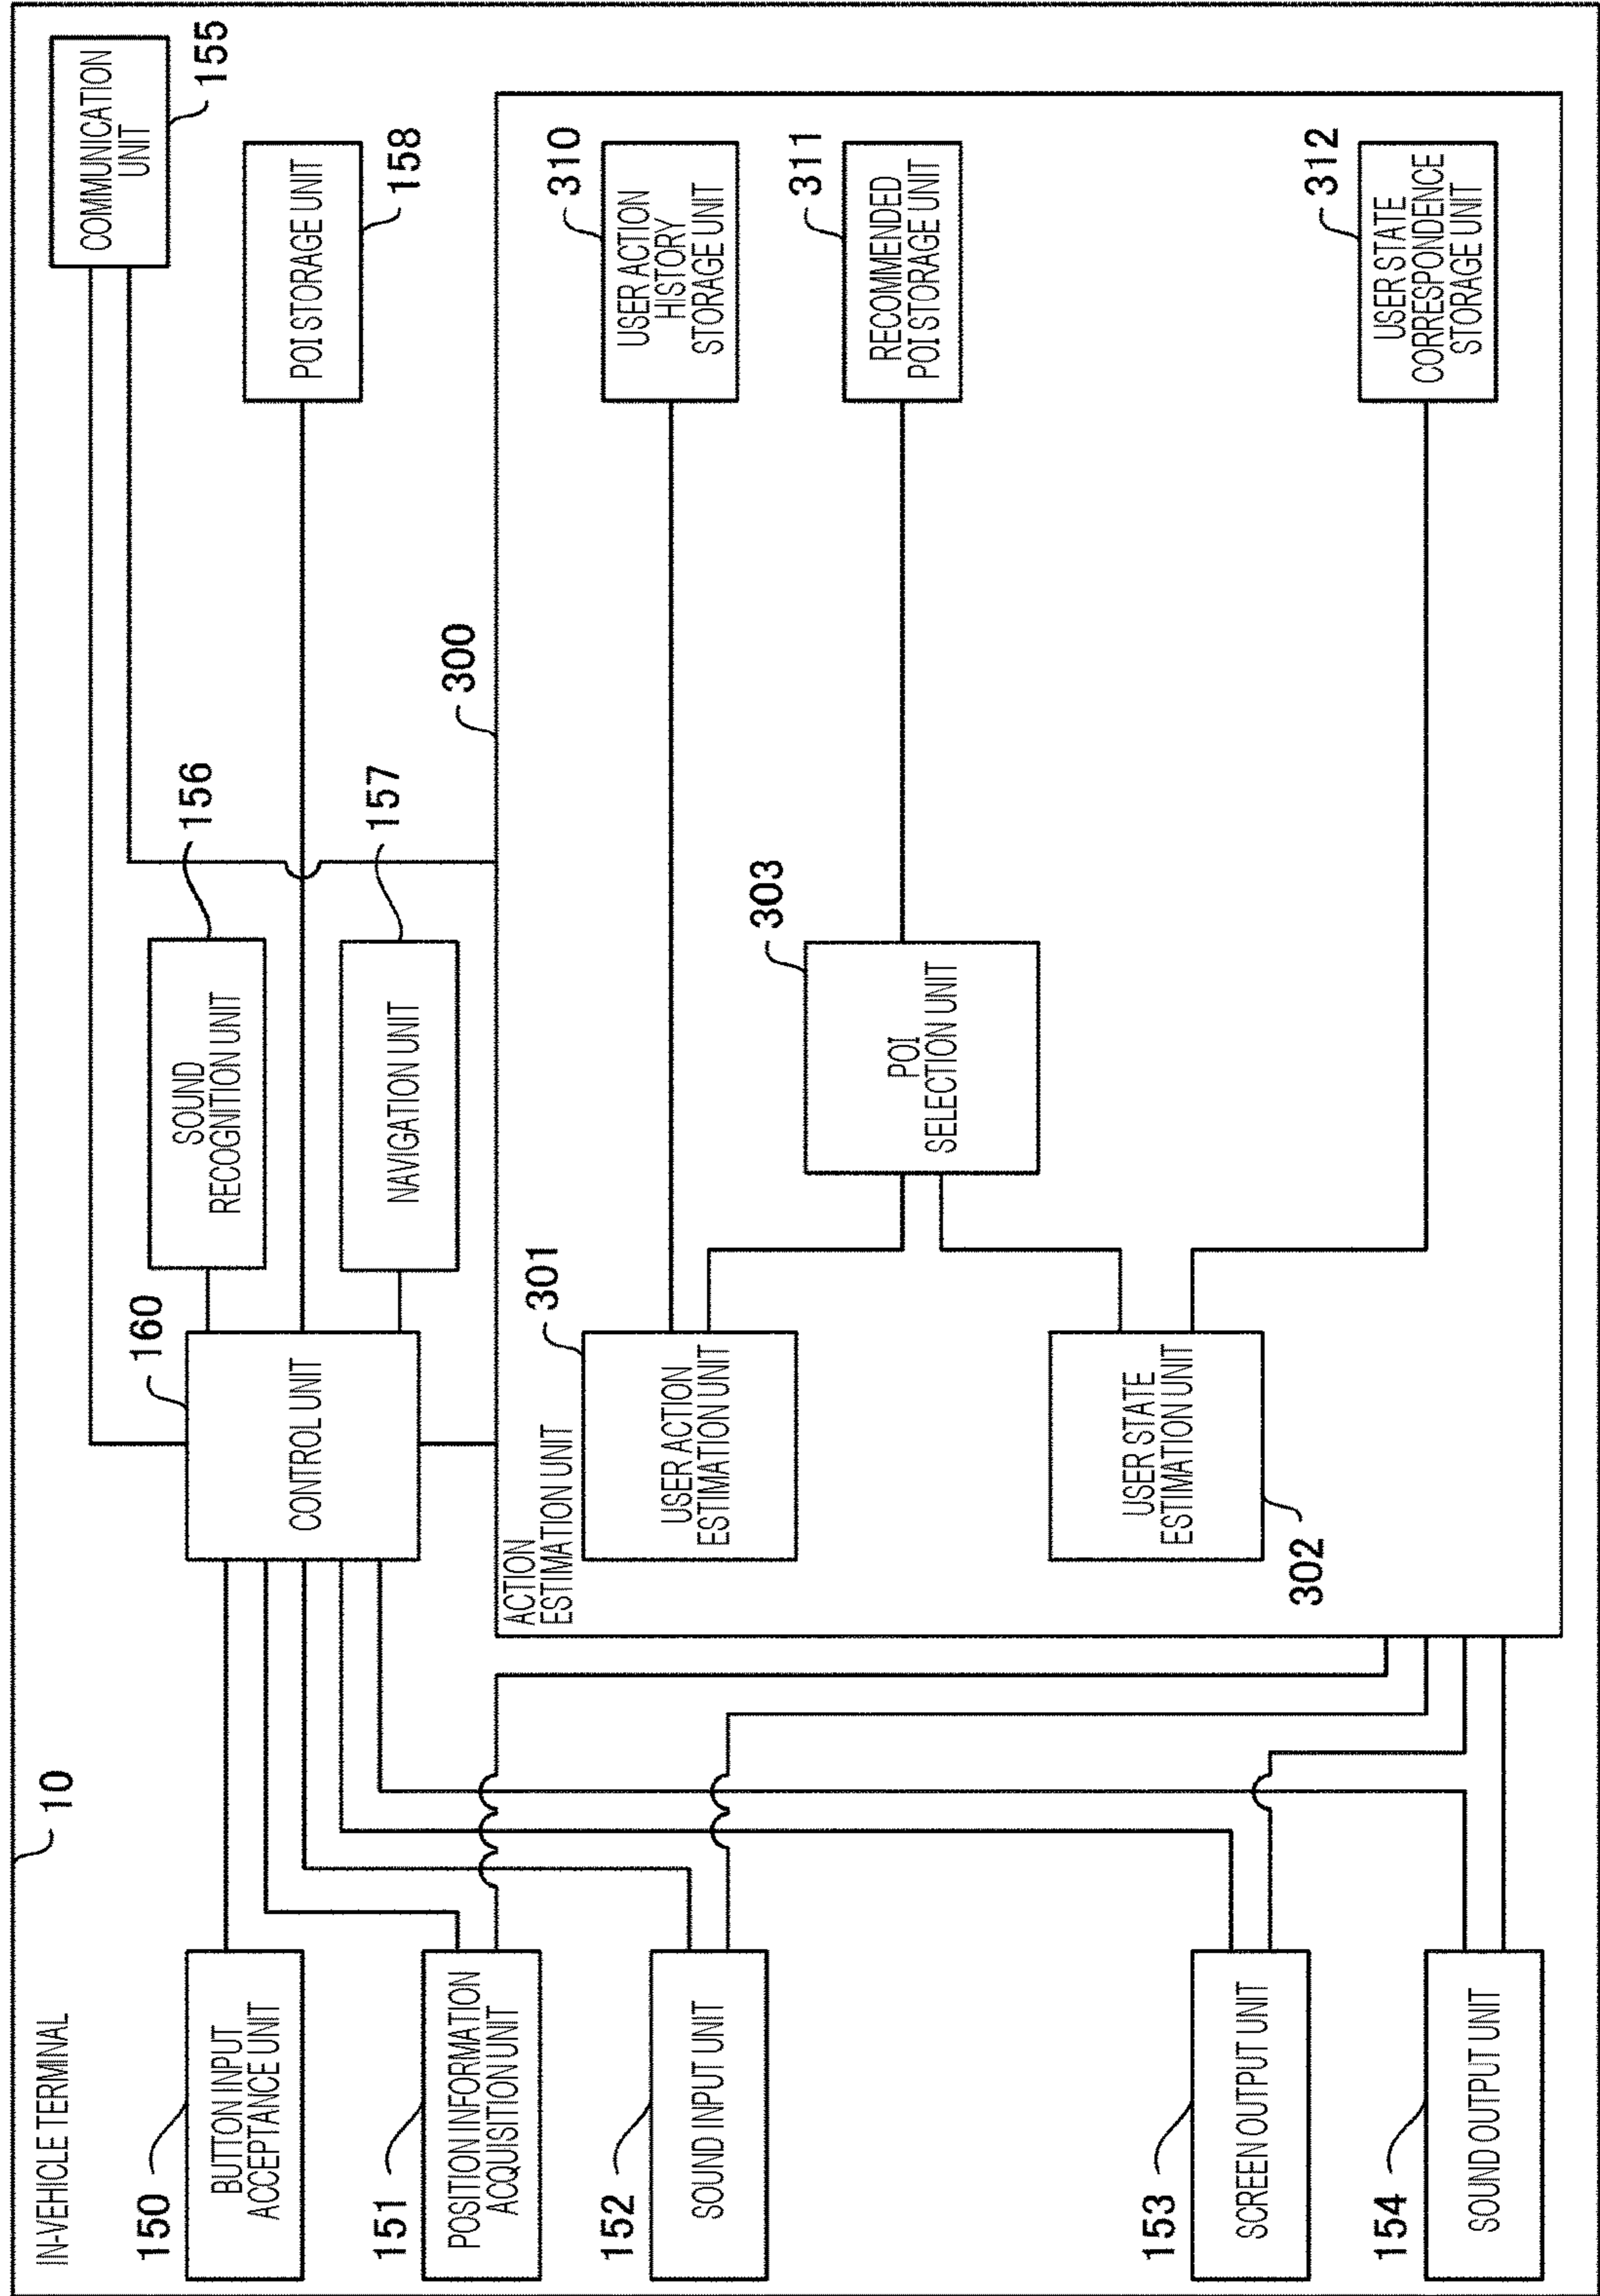 IN-VEHICLE TERMINAL
10
150
BUTTON INPUT
ACCEPTANCE UNIT
151
POSITION INFORMATION
ACQUISITION UNIT
152
SOUND INPUT UNIT
153
SCREEN OUTPUT UNIT
154
SOUND OUTPUT UNIT
160
CONTROL UNIT
156
SOUND
RECOGNITION UNIT
157
NAVIGATION UNIT
COMMUNICATION
UNIT
155
POI STORAGE UNIT
158
300
ACTION
ESTIMATION UNIT
301
USER ACTION
ESTIMATION UNIT
USER STATE
ESTIMATION UNIT
302
303
POI
SELECTION UNIT
310
USER ACTION
HISTORY
STORAGE UNIT
311
RECOMMENDED
POI STORAGE UNIT
312
USER STATE
CORRESPONDENCE
STORAGE UNIT